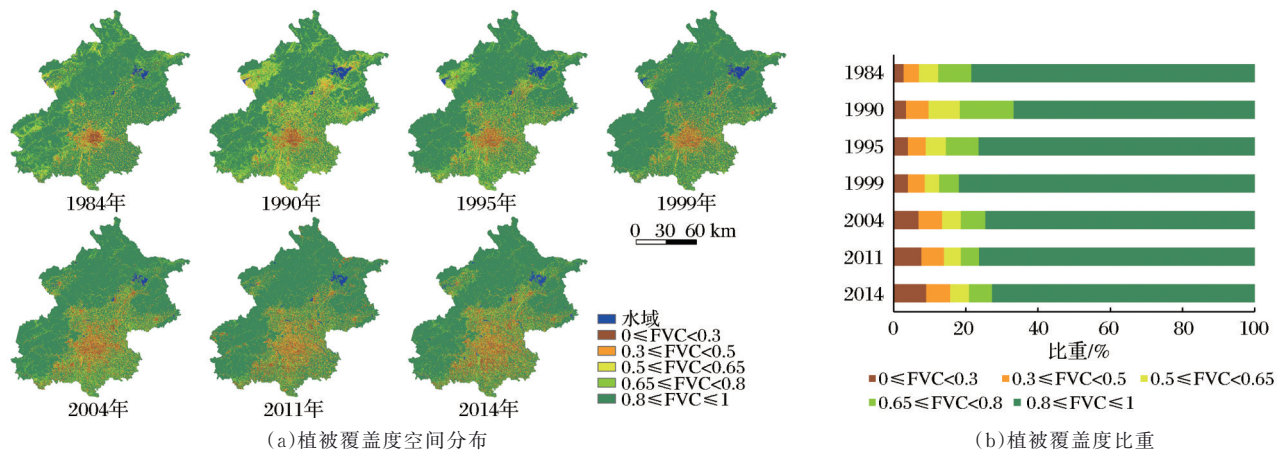 1984年
1990年
1995年
1999年
0 30 60 km
2004年
2011年
2014年
水域
0≤FVC<0.3
0.3≤FVC<0.5
0.5≤FVC<0.65
0.65≤FVC<0.8
0.8≤FVC≤1
(a)植被覆盖度空间分布
1984
1990
1995
1999
2004
2011
2014
0 20 40 60 80 100
比重/%
0≤FVC<0.3 0.3≤FVC<0.5 0.5≤FVC<0.65
0.65≤FVC<0.8 0.8≤FVC≤1
(b)植被覆盖度比重